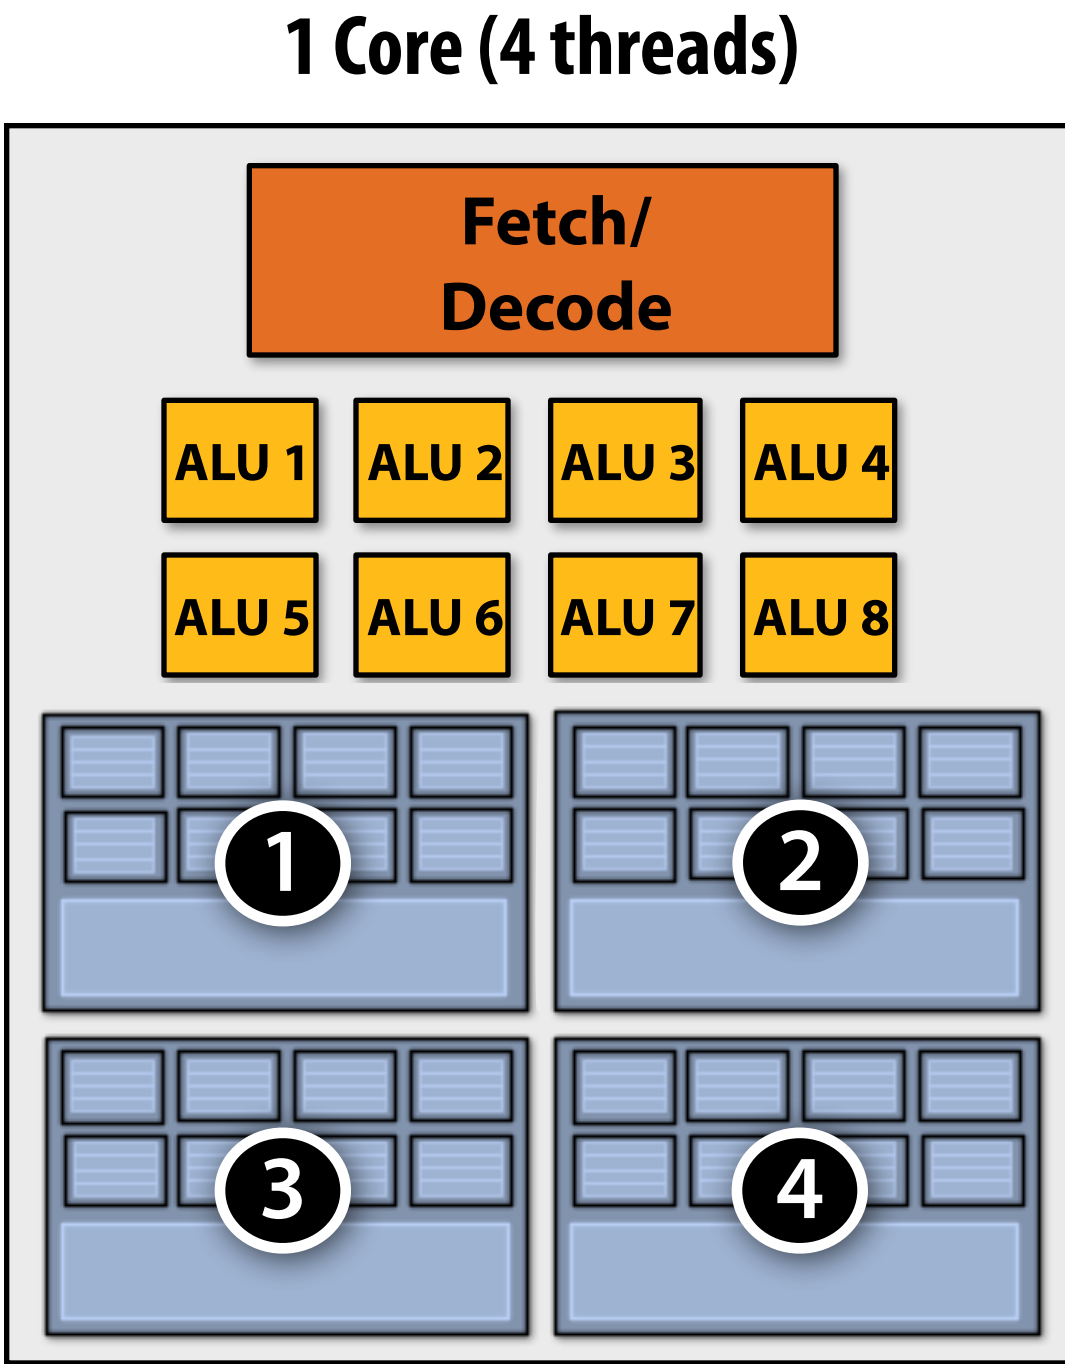 1 Core (4 threads)
Fetch/
Decode
ALU 1 ALU 2 ALU 3 ALU 4
ALU 5 ALU 6 ALU 7 ALU 8
1 2
3 4